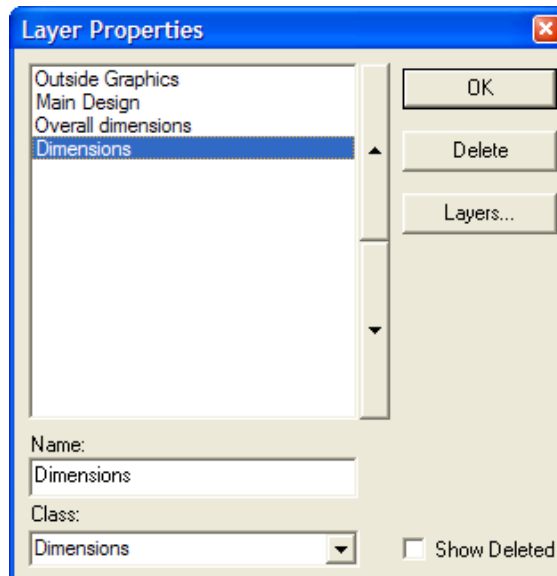 Layer Properties
Outside Graphics
Main Design
Overall dimensions
Dimensions
OK
Delete
Layers...
Name:
Dimensions
Class:
Dimensions
Show Deleted